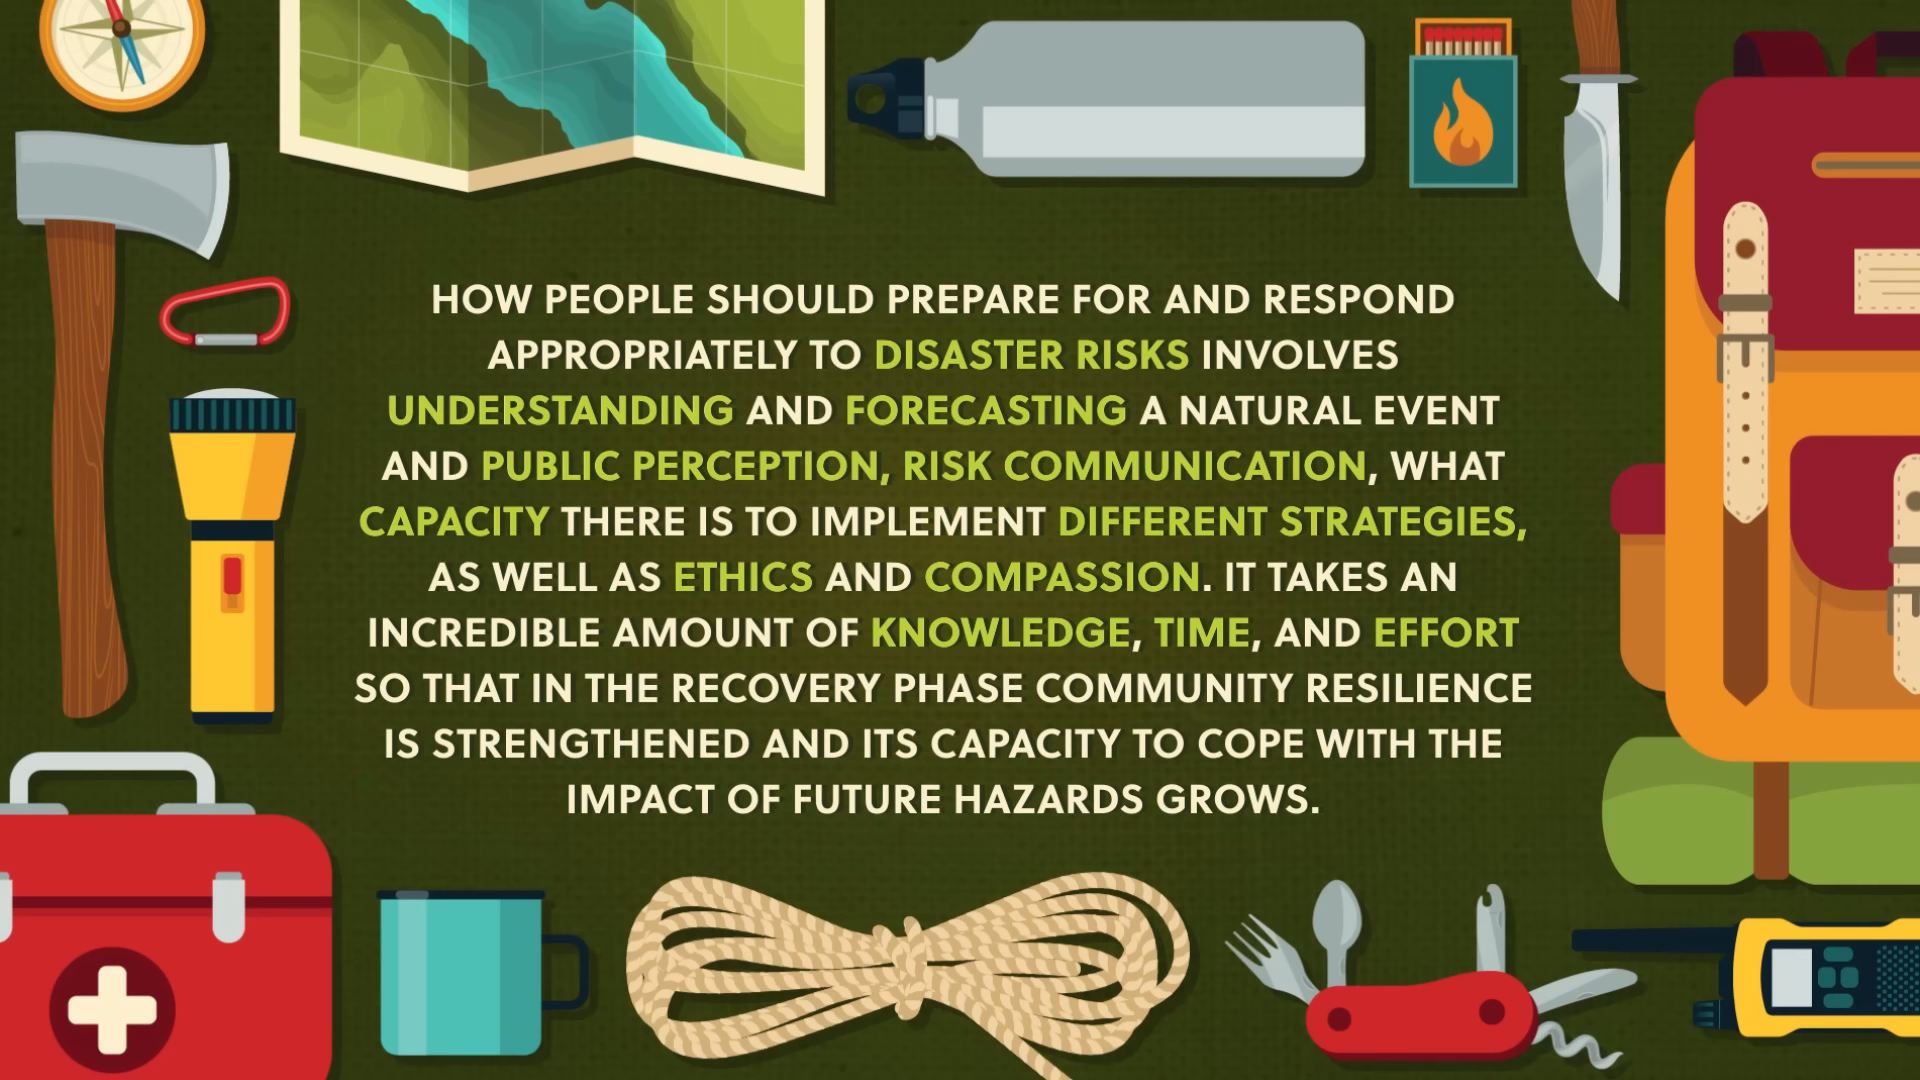 HOW PEOPLE SHOULD PREPARE FOR AND RESPOND
APPROPRIATELY TO DISASTER RISKS INVOLVES
UNDERSTANDING AND FORECASTING A NATURAL EVENT
AND PUBLIC PERCEPTION, RISK COMMUNICATION, WHAT
CAPACITY THERE IS TO IMPLEMENT DIFFERENT STRATEGIES,
AS WELL AS ETHICS AND COMPASSION. IT TAKES AN
INCREDIBLE AMOUNT OF KNOWLEDGE, TIME, AND EFFORT
SO THAT IN THE RECOVERY PHASE COMMUNITY RESILIENCE
IS STRENGTHENED AND ITS CAPACITY TO COPE WITH THE
IMPACT OF FUTURE HAZARDS GROWS.